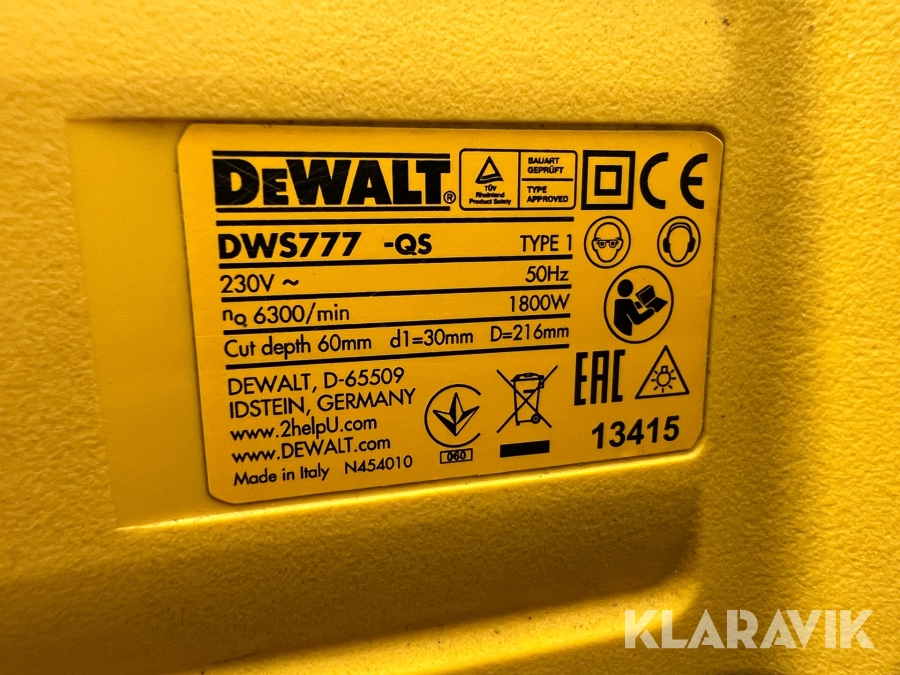 DEWALT®
TÜV
Rheinland
Product Safety
BAUART
GEPRÜFT
TYPE
APPROVED
CE
DWS777 -QS TYPE 1
230V ~ 50Hz
n0 6300/min 1800W
Cut depth 60mm d1=30mm D=216mm
DEWALT, D-65509
IDSTEIN, GERMANY
www.2helpU.com
www.DEWALT.com
Made in Italy N454010
060
EAC
13415
KLARAVIK